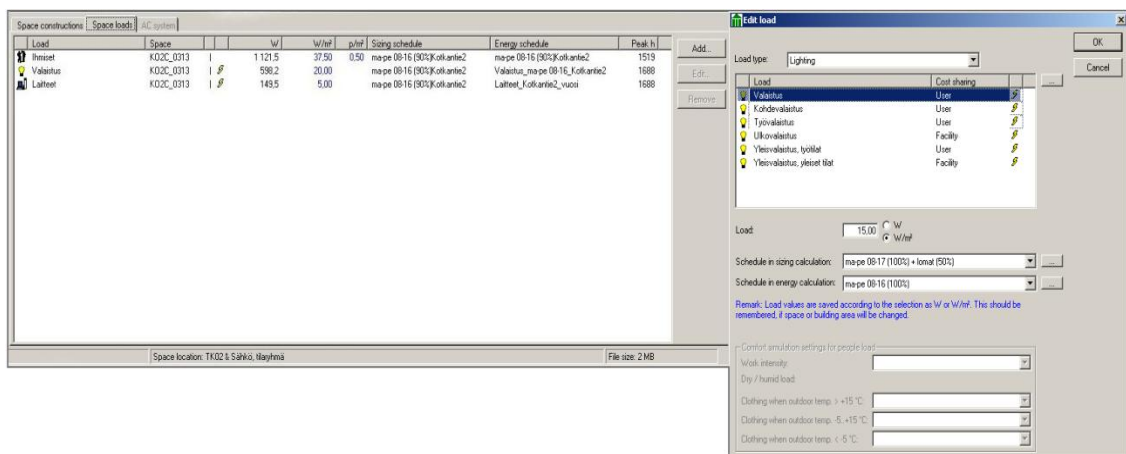 Space constructions Space loads AC system
Load Space W W/m² p/m² Sizing schedule Energy schedule Peak h
Ihmiset KO2C_0313 1 121,5 37,50 0,50 ma-pe 08-16 (90%)Kotkantie2 ma-pe 08-16 (90%)Kotkantie2 1519
Valaistus KO2C_0313 598,2 20,00 ma-pe 08-16 (90%)Kotkantie2 Valaistus_ma-pe 08-16_Kotkantie2 1688
Laitteet KO2C_0313 149,5 5,00 ma-pe 08-16 (90%)Kotkantie2 Laitteet_Kotkantie2_vuosi 1688
Add...
Edit...
Remove
Space location: TK02 & Sähkö, tilaryhmä File size: 2 MB
Edit load
OK
Cancel
Load type: Lighting
Load Cost sharing
Valaistus User
Kohdevalaistus User
Työvalaistus User
Ulkovalaistus Facility
Yleisvalaistus, työtilat User
Yleisvalaistus, yleiset tilat Facility
...
Load: 15,00 W
W/m²
Schedule in sizing calculation: ma-pe 08-17 (100%) + lomat (50%) ...
Schedule in energy calculation: ma-pe 08-16 (100%) ...
Remark: Load values are saved according to the selection as W or W/m². This should be
remembered, if space or building area will be changed.
Comfort simulation settings for people load
Work intensity:
Dry / humid load:
Clothing when outdoor temp. > +15 °C:
Clothing when outdoor temp. -5..+15 °C:
Clothing when outdoor temp. < -5 °C: